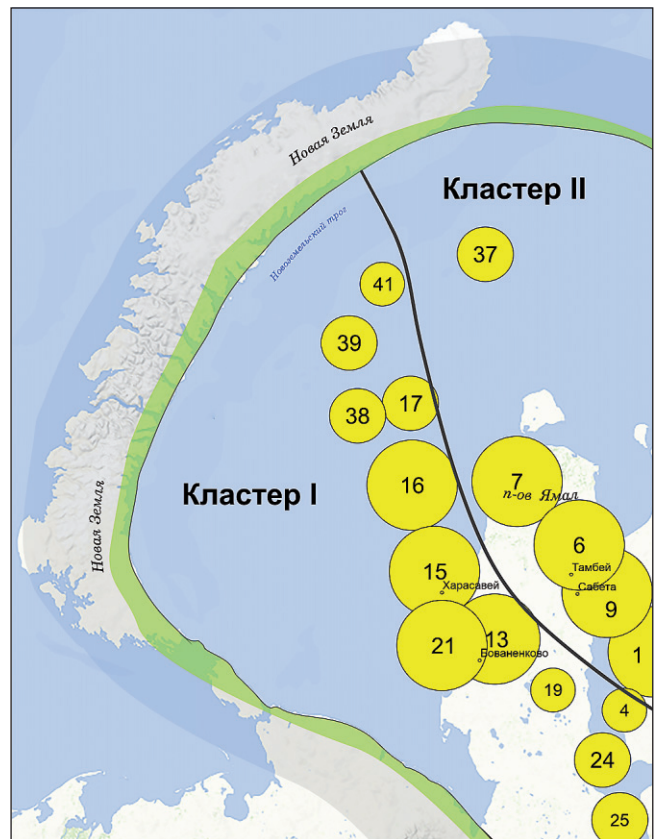 Новая Земля
Кластер II
37
Новоземельский трог
41
39
17
38
7
п-ов Ямал
16
Кластер I
Новая Земля
6
Тамбей
15
Харасавей
Сабета
9
13
21
1
Бованенково
19
4
24
25